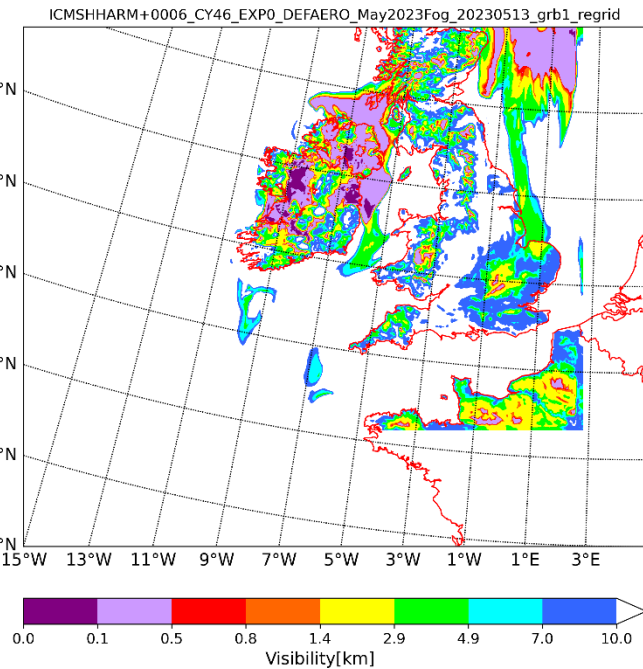 ICMSHHARM+0006_CY46_EXP0_DEFAERO_May2023Fog_20230513_grb1_regrid
°N
°N
°N
°N
°N
°N
15°W 13°W 11°W 9°W 7°W 5°W 3°W 1°W 1°E 3°E
0.0 0.1 0.5 0.8 1.4 2.9 4.9 7.0 10.0
Visibility[km]